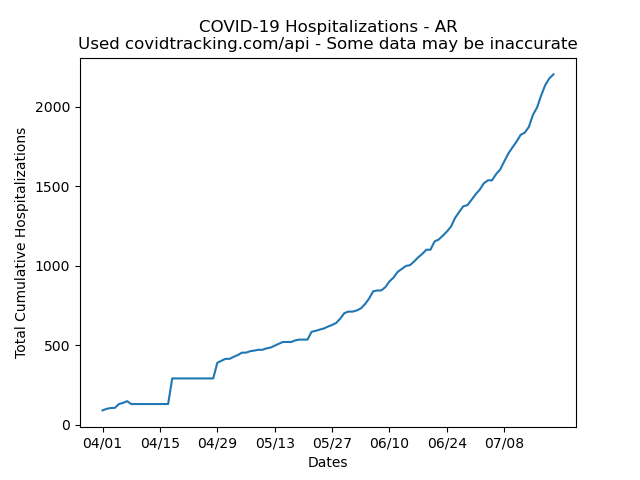 COVID-19 Hospitalizations - AR
Used covidtracking.com/api - Some data may be inaccurate
Total Cumulative Hospitalizations
2000
1500
1000
500
0
04/01 04/15 04/29 05/13 05/27 06/10 06/24 07/08
Dates